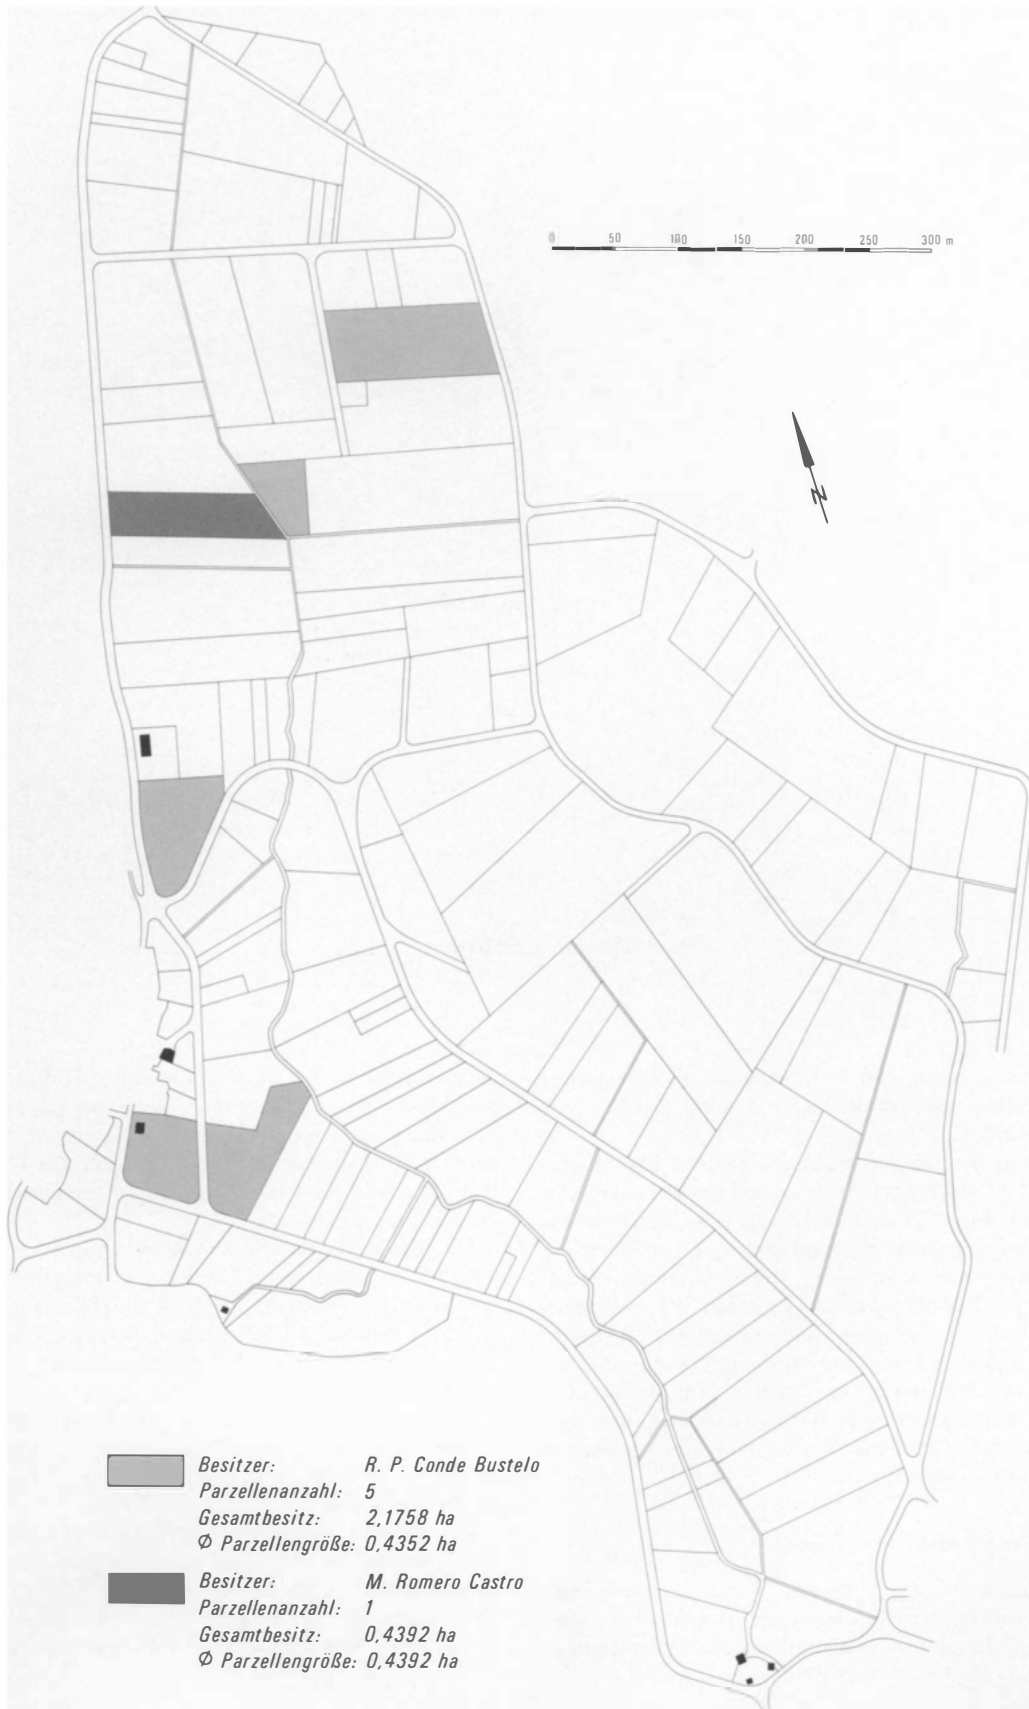 0 50 100 150 200 250 300 m
N
Besitzer: R. P. Conde Bustelo
Parzellenanzahl: 5
Gesamtbesitz: 2,1758 ha
Ø Parzellengröße: 0,4352 ha
Besitzer: M. Romero Castro
Parzellenanzahl: 1
Gesamtbesitz: 0,4392 ha
Ø Parzellengröße: 0,4392 ha